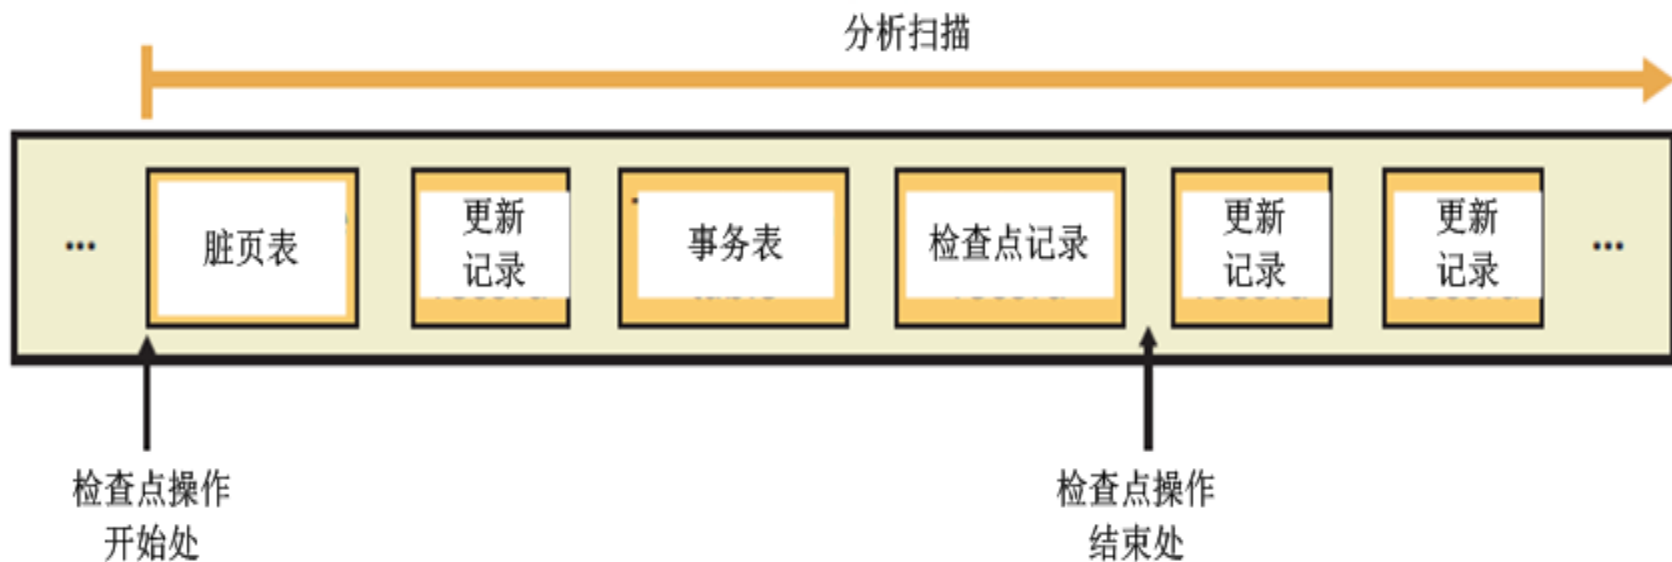 分析扫描
...
脏页表
更新
记录
事务表
检查点记录
更新
记录
更新
记录
...
检查点操作
开始处
检查点操作
结束处